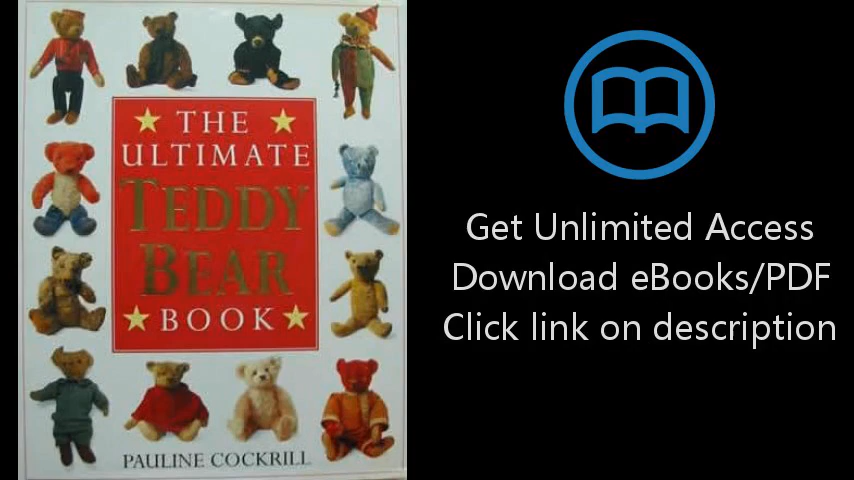 THE
ULTIMATE
TEDDY
BEAR
BOOK
PAULINE COCKRILL
Get Unlimited Access
Download eBooks/PDF
Click link on description